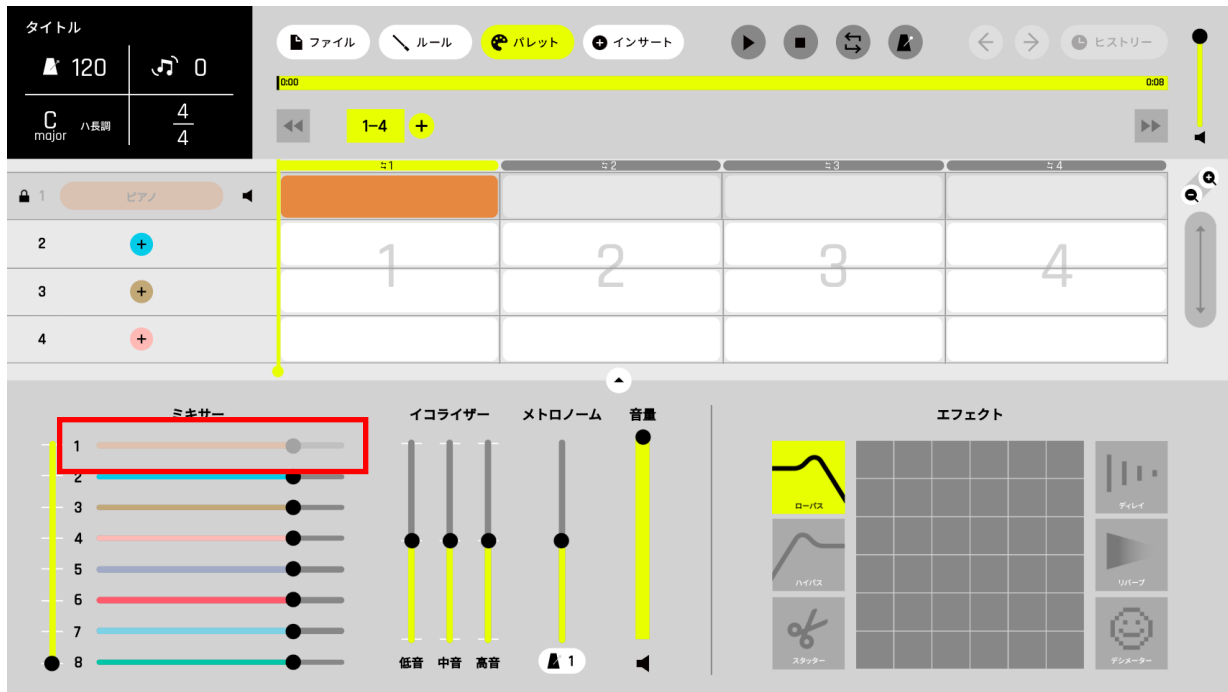 タイトル
120
0
C
major
ハ長調
4
4
ファイル
ルール
パレット
インサート
ヒストリー
0:00
0:08
1-4
+
1
2
3
4
1
ピアノ
2
+
3
+
4
+
1
2
3
4
ミキサー
1
2
3
4
5
6
7
8
イコライザー
低音
中音
高音
メトロノーム
1
音量
エフェクト
ローパス
ハイパス
スタッター
ディレイ
リバーブ
デシメーター